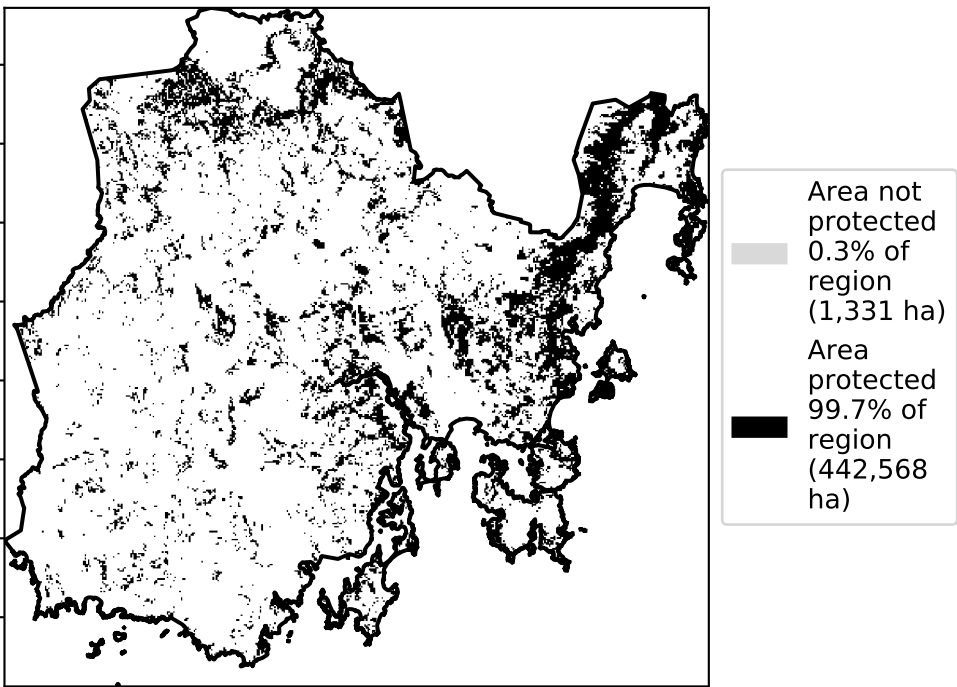 Area not
protected
0.3% of
region
(1,331 ha)
Area
protected
99.7% of
region
(442,568
ha)